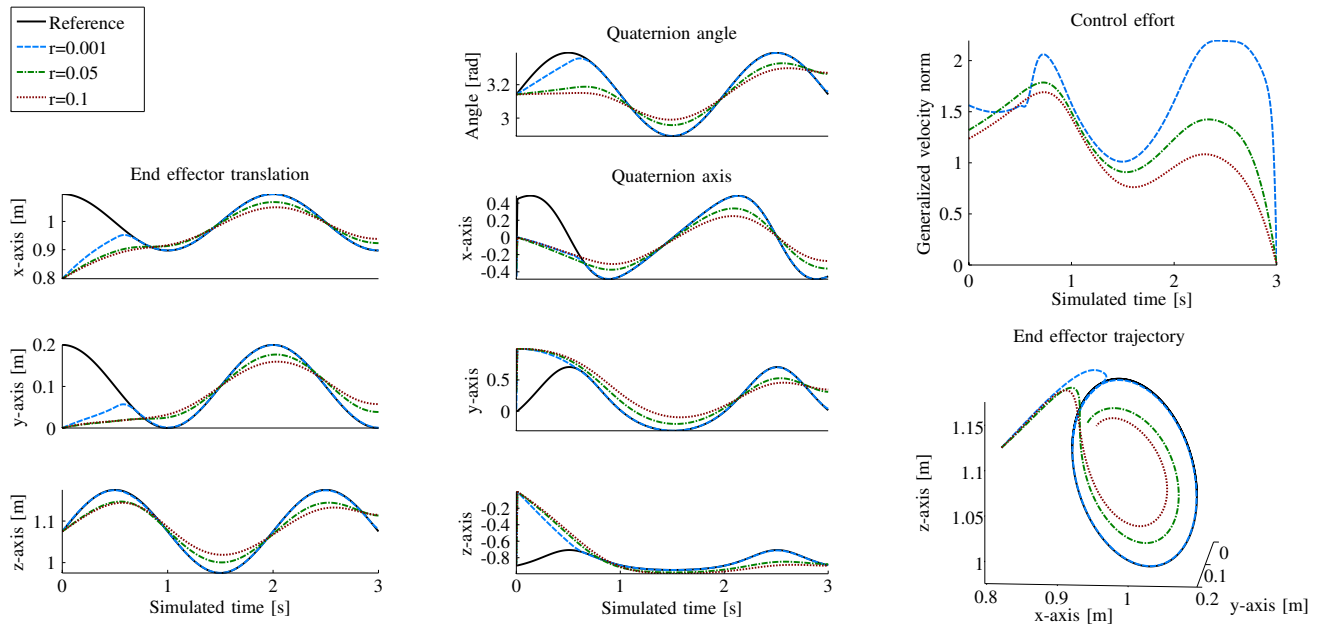 Reference
r=0.001
r=0.05
r=0.1
End effector translation
x-axis [m]
1
0.9
0.8
y-axis [m]
0.2
0.1
0
z-axis [m]
1.1
1
0 1 2 3
Simulated time [s]
Quaternion angle
Angle [rad]
3.2
3
Quaternion axis
x-axis
0.4
0.2
0
-0.2
-0.4
y-axis
0.5
0
z-axis
-0.2
-0.4
-0.6
-0.8
0 1 2 3
Simulated time [s]
Control effort
Generalized velocity norm
2
1.5
1
0.5
0
0 1 2 3
Simulated time [s]
End effector trajectory
z-axis [m]
1.15
1.1
1.05
1
0.8 0.9 1
x-axis [m]
0
0.1
0.2
y-axis [m]